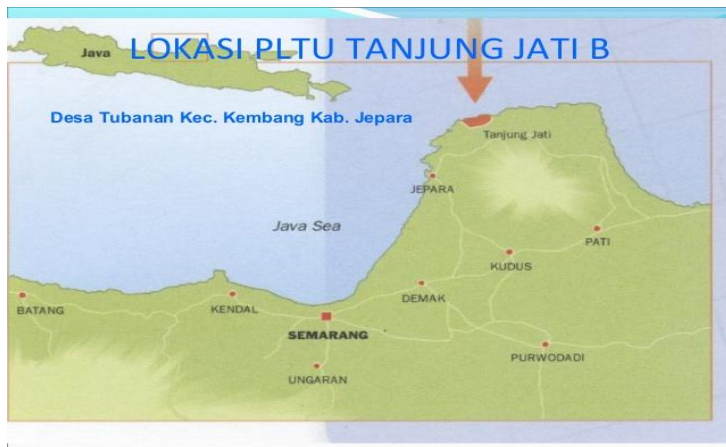 LOKASI PLTU TANJUNG JATI B
Java
Desa Tubanan Kec. Kembang Kab. Jepara
Tanjung Jati
JEPARA
Java Sea
PATI
KUDUS
DEMAK
BATANG
KENDAL
SEMARANG
PURWODADI
UNGARAN